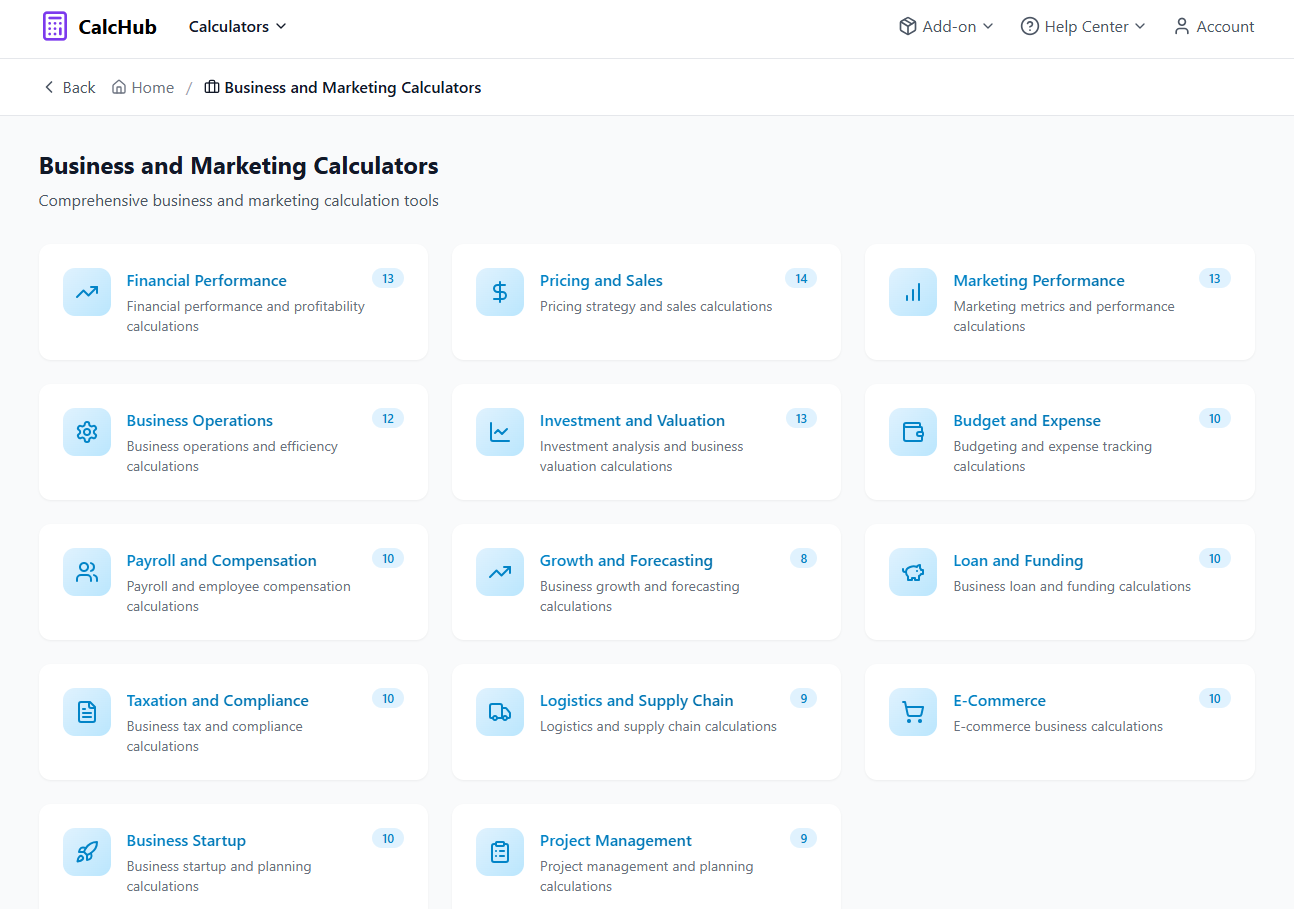 CalcHub
Calculators
Add-on
Help Center
Account
Back
Home
/
Business and Marketing Calculators
Business and Marketing Calculators
Comprehensive business and marketing calculation tools
Financial Performance
13
Financial performance and profitability
calculations
Pricing and Sales
14
Pricing strategy and sales calculations
Marketing Performance
13
Marketing metrics and performance
calculations
Business Operations
12
Business operations and efficiency
calculations
Investment and Valuation
13
Investment analysis and business
valuation calculations
Budget and Expense
10
Budgeting and expense tracking
calculations
Payroll and Compensation
10
Payroll and employee compensation
calculations
Growth and Forecasting
8
Business growth and forecasting
calculations
Loan and Funding
10
Business loan and funding calculations
Taxation and Compliance
10
Business tax and compliance
calculations
Logistics and Supply Chain
9
Logistics and supply chain calculations
E-Commerce
10
E-commerce business calculations
Business Startup
10
Business startup and planning
calculations
Project Management
9
Project management and planning
calculations